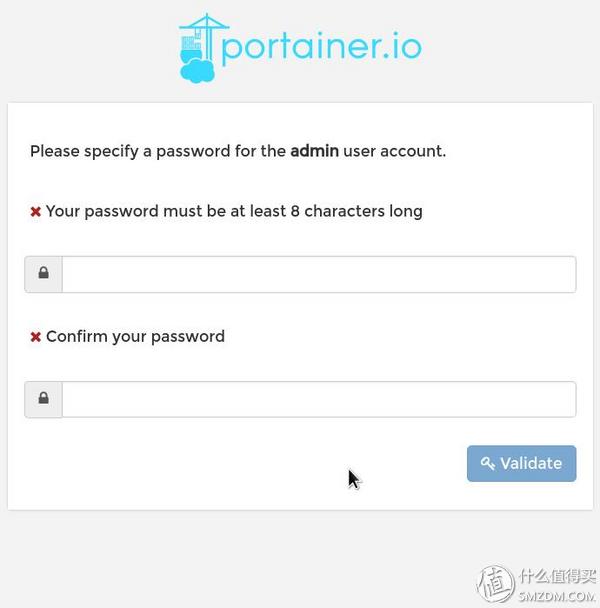 portainer.io
Please specify a password for the admin user account.
Your password must be at least 8 characters long
Confirm your password
Validate
值 什么值得买
SMZDM.COM